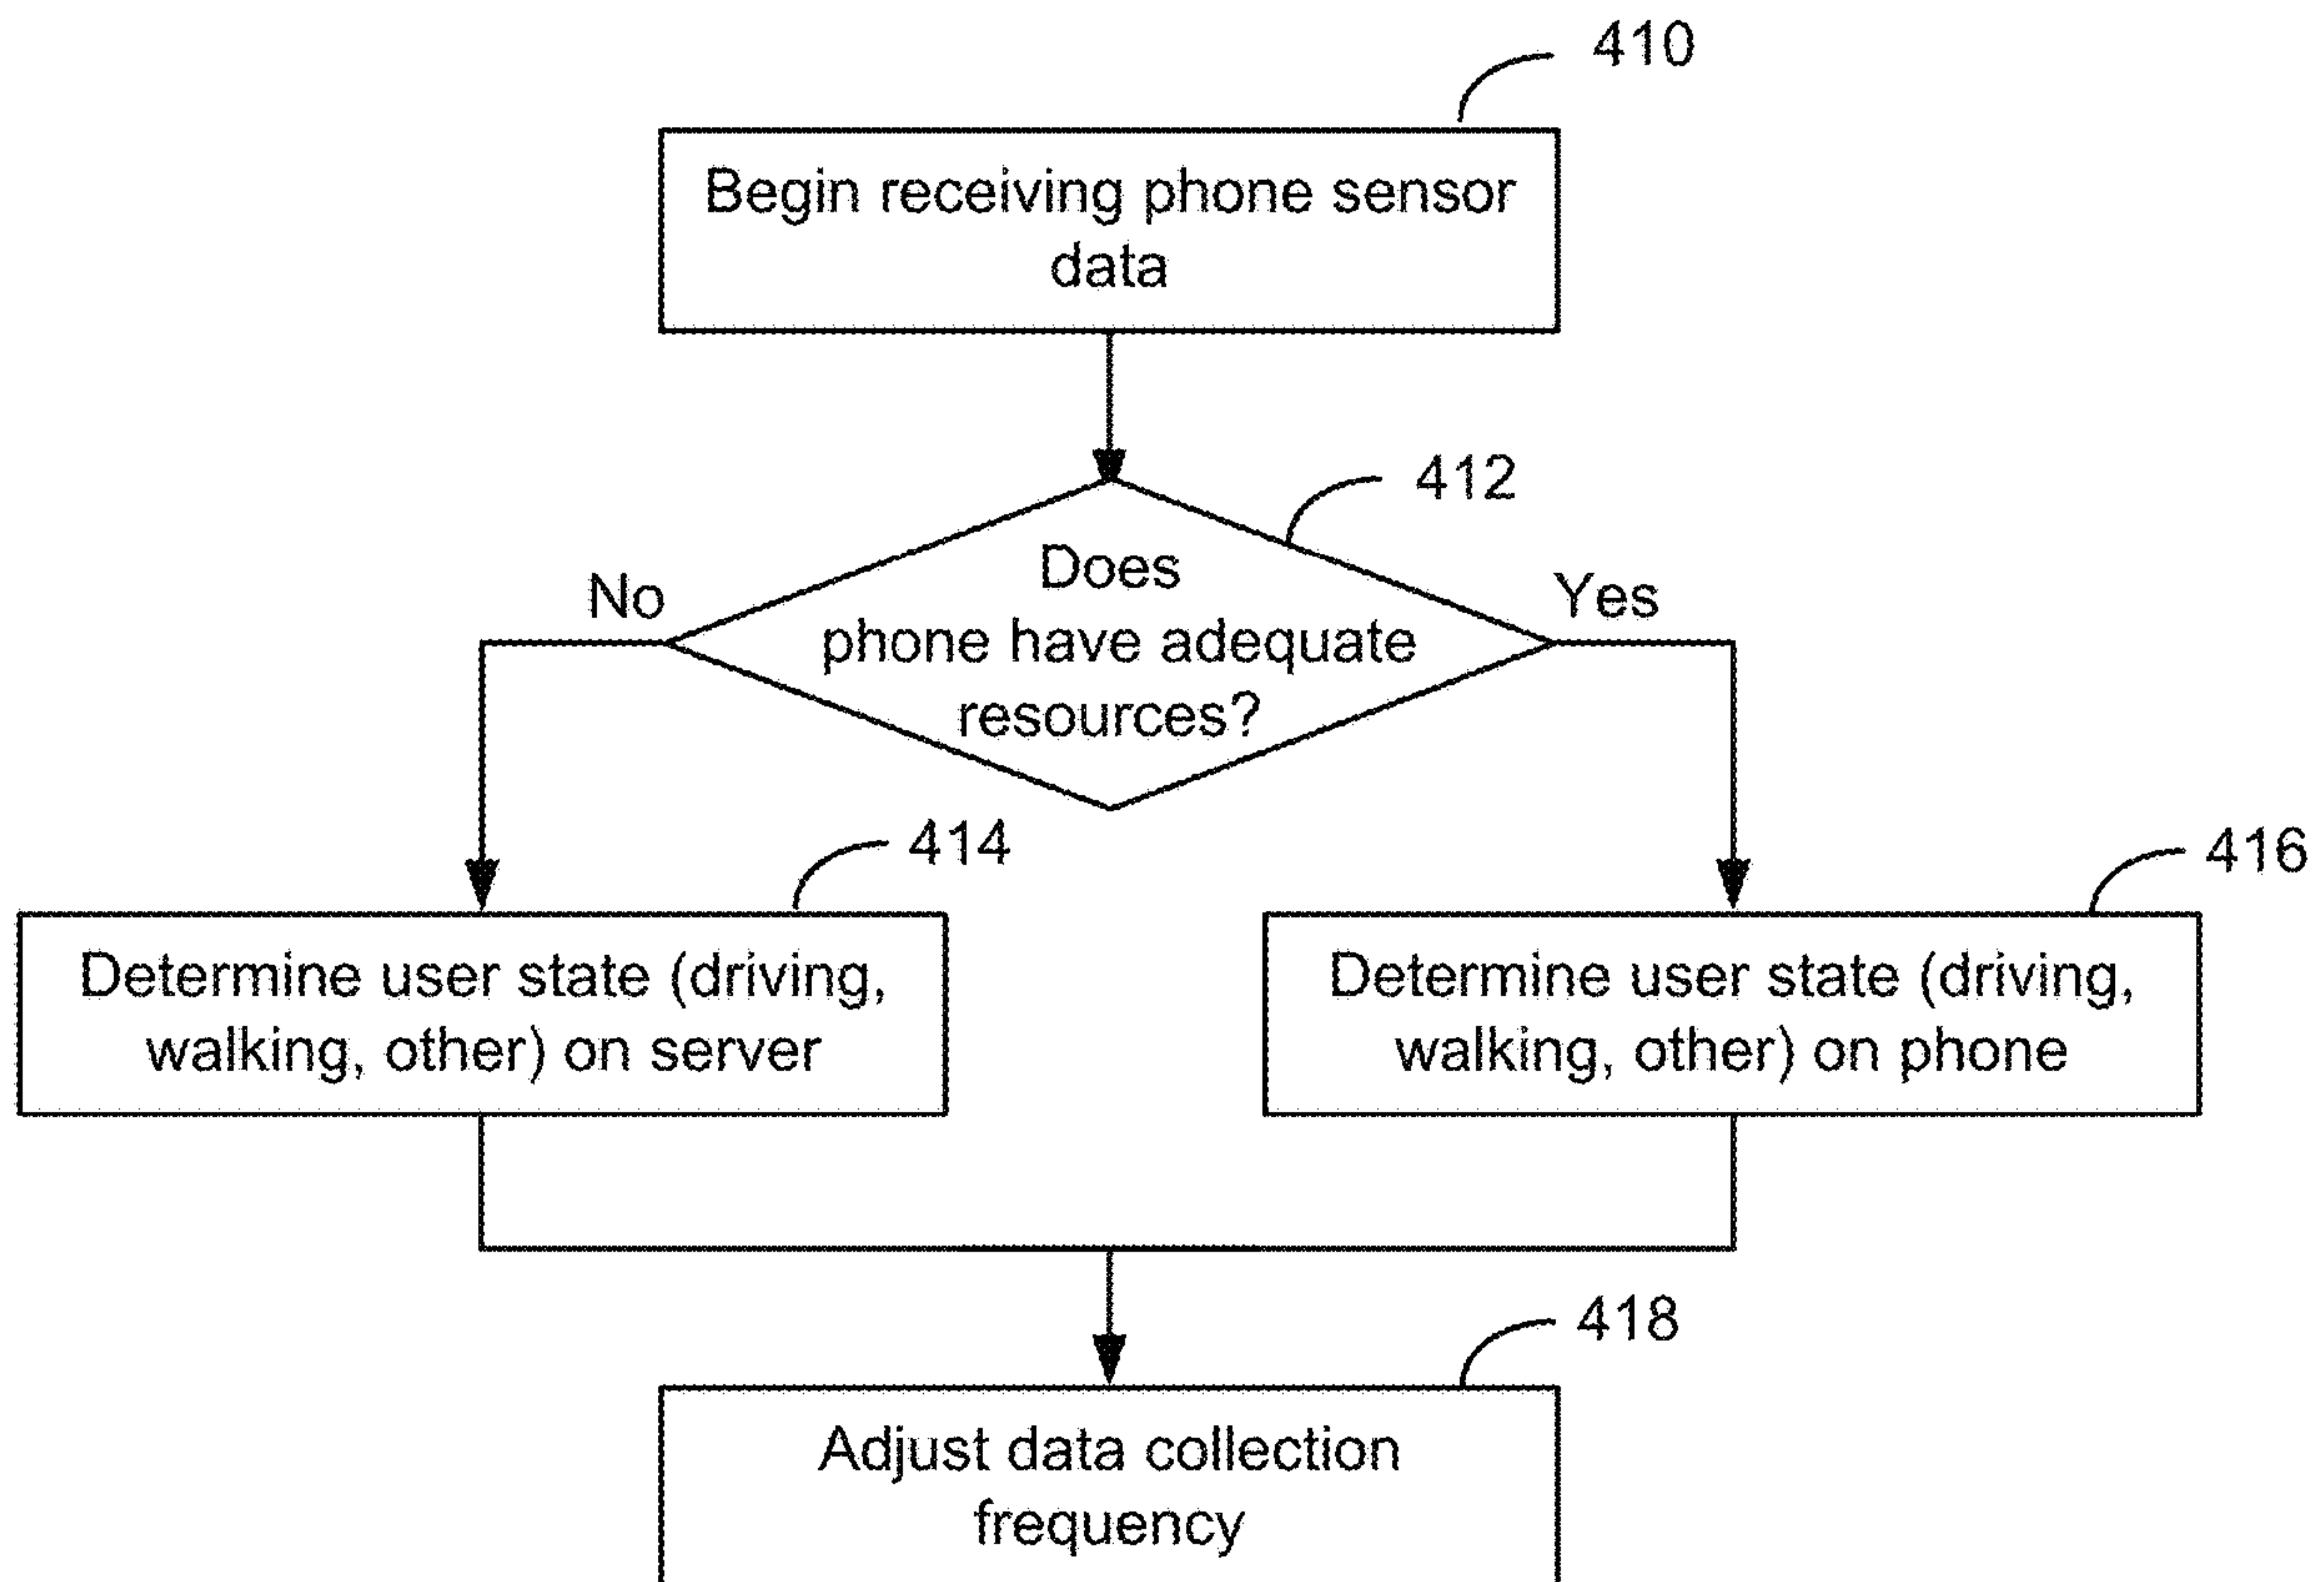 410
Begin receiving phone sensor
data
412
Does
phone have adequate
resources?
No
Yes
414
416
Determine user state (driving,
walking, other) on server
Determine user state (driving,
walking, other) on phone
418
Adjust data collection
frequency